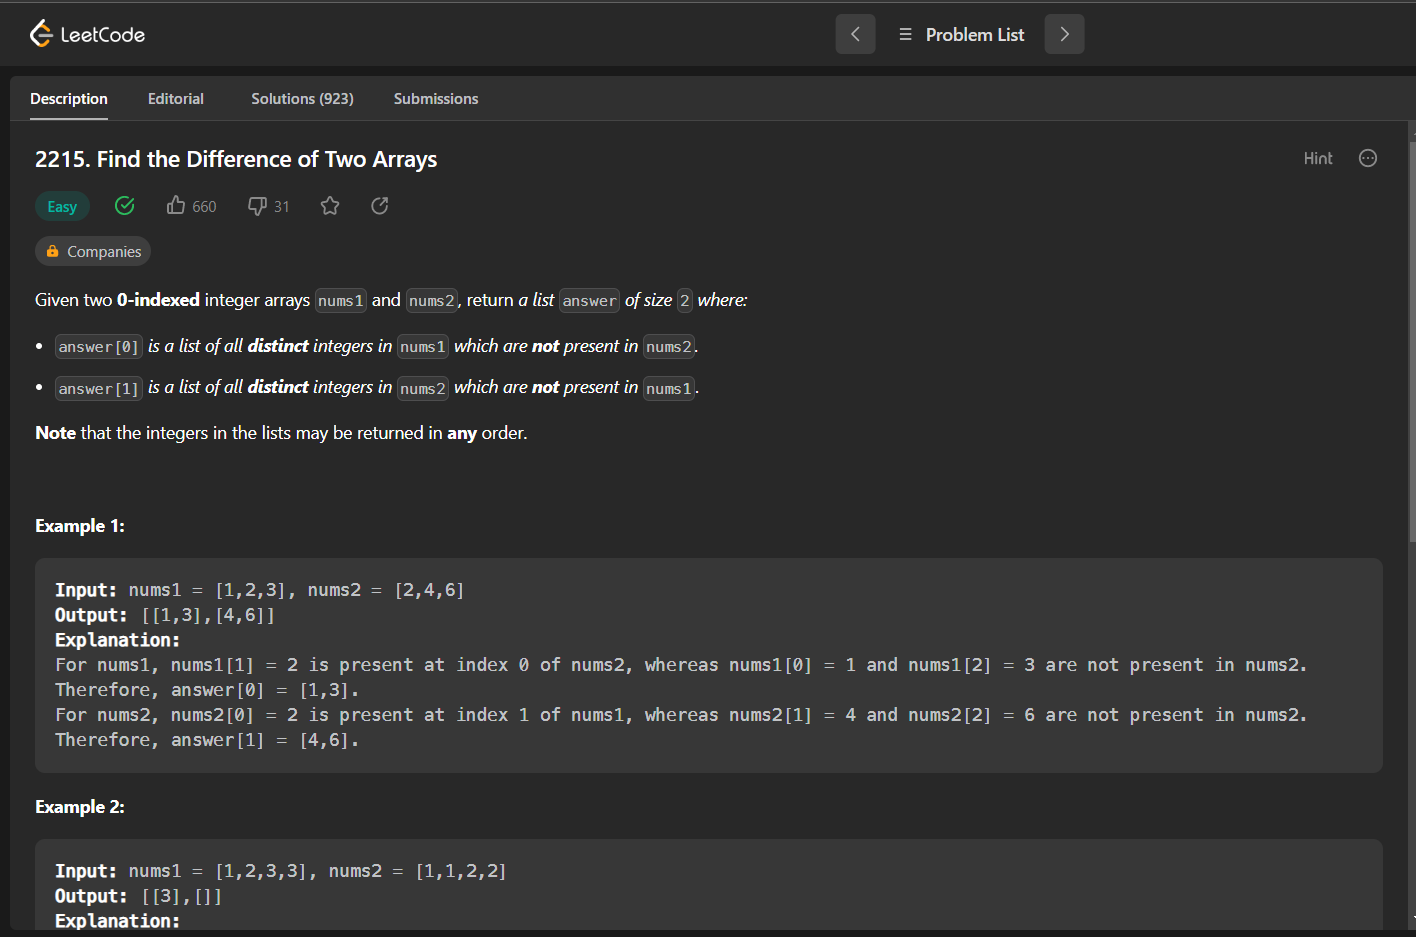 LeetCode
Problem List
Description Editorial Solutions (923) Submissions
2215. Find the Difference of Two Arrays
Hint
Easy 660 31
Companies
Given two 0-indexed integer arrays nums1 and nums2, return a list answer of size 2 where:
• answer[0] is a list of all distinct integers in nums1 which are not present in nums2.
• answer[1] is a list of all distinct integers in nums2 which are not present in nums1.
Note that the integers in the lists may be returned in any order.
Example 1:
Input: nums1 = [1,2,3], nums2 = [2,4,6]
Output: [[1,3],[4,6]]
Explanation:
For nums1, nums1[1] = 2 is present at index 0 of nums2, whereas nums1[0] = 1 and nums1[2] = 3 are not present in nums2.
Therefore, answer[0] = [1,3].
For nums2, nums2[0] = 2 is present at index 1 of nums1, whereas nums2[1] = 4 and nums2[2] = 6 are not present in nums2.
Therefore, answer[1] = [4,6].
Example 2:
Input: nums1 = [1,2,3,3], nums2 = [1,1,2,2]
Output: [[3],[]]
Explanation: